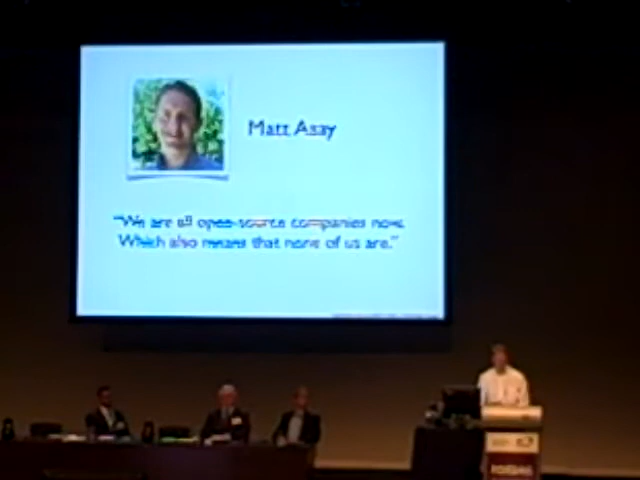 Matt Asay
"We are all open-source companies now.
Which also means that none of us are."